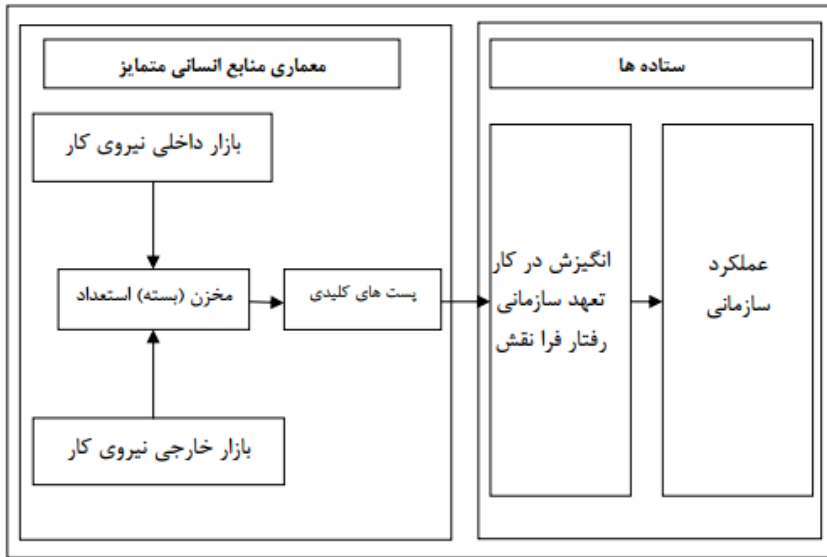 معماری منابع انسانی متمایز
ستاده ها
بازار داخلی نیروی کار
مخزن (بسته) استعداد
پست های کلیدی
بازار خارجی نیروی کار
انگیزش در کار
تعهد سازمانی
رفتار فرا نقش
عملکرد
سازمانی